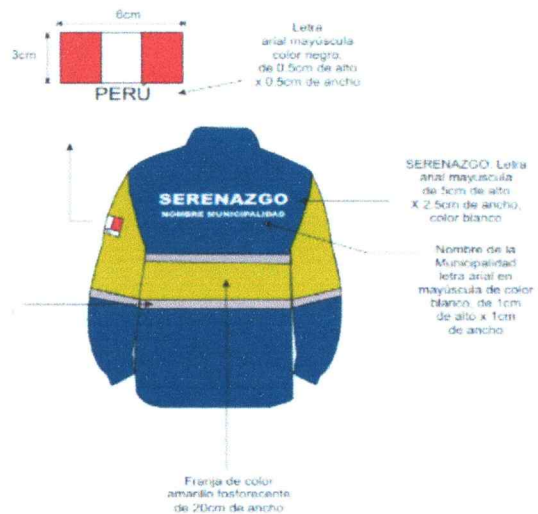 6cm
3cm
PERÚ
Letra
arial mayúscula
color negro,
de 0.5cm de alto
x 0.5cm de ancho
SERENAZGO
NOMBRE MUNICIPALIDAD
SERENAZGO: Letra
arial mayuscula
de 5cm de alto
X 2.5cm de ancho,
color blanco
Nombre de la
Municipalidad
letra arial en
mayúscula de color
blanco, de 1cm
de alto x 1cm
de ancho
Franja de color
amarillo fosforecente
de 20cm de ancho